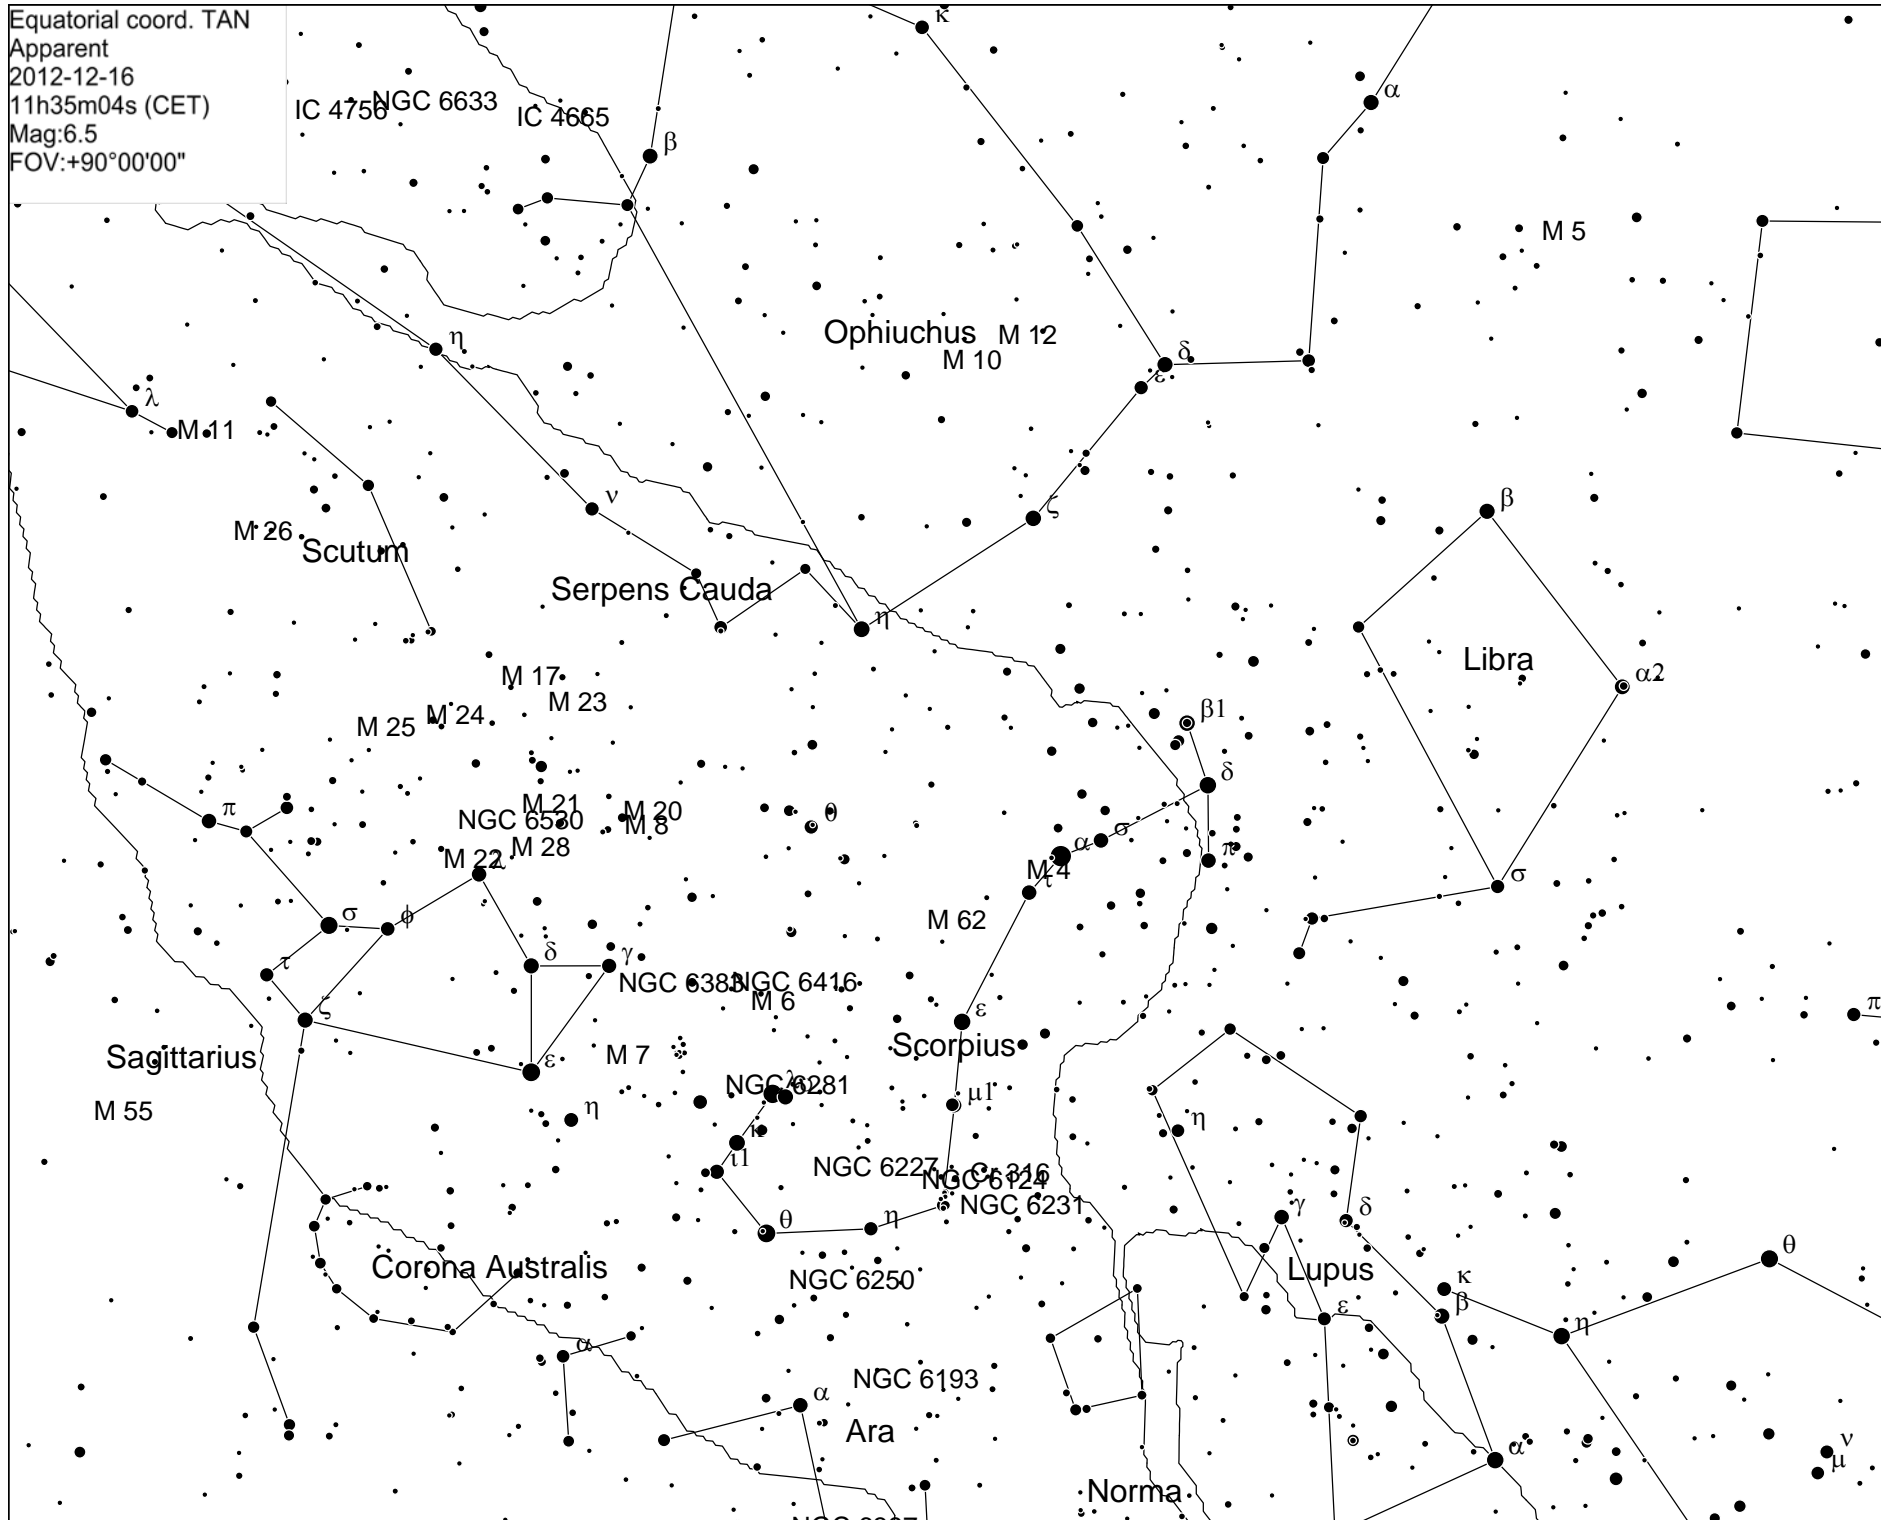 Equatorial coord. TAN
Apparent
2012-12-16
11h35m04s (CET)
Mag:6.5
FOV:+90°00'00"
κ
IC 4756
NGC 6633
IC 4665
α
β
M 5
η
Ophiuchus
M 12
M 10
δ
ε
λ
M 11
ν
ζ
β
M 26
Scutum
Serpens Cauda
η
Libra
α2
M 17
M 23
M 24
M 25
β1
δ
π
M 21
NGC 6530
M 20
M 8
θ
M 28
M 22
λ
α
σ
π
M 4
τ
σ
σ
φ
M 62
δ
γ
τ
NGC 6383
NGC 6416
M 6
π
ζ
ε
Sagittarius
ε
M 7
Scorpius
NGC 6281
λ
M 55
η
μ1
η
κ
ι1
NGC 6227
Cr 316
NGC 6124
NGC 6231
θ
η
γ
δ
θ
Corona Australis
NGC 6250
Lupus
κ
β
ε
η
α
NGC 6193
α
Ara
α
ν
μ
Norma